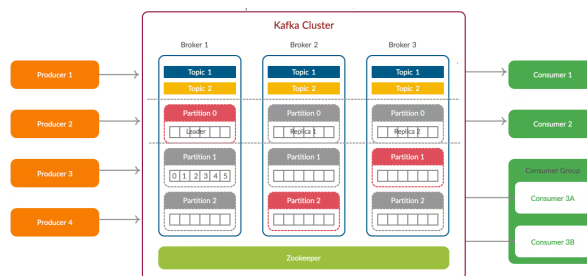 Kafka Cluster
Broker 1
Broker 2
Broker 3
Producer 1
Producer 2
Producer 3
Producer 4
Topic 1
Topic 2
Partition 0
Leader
Partition 1
0 1 2 3 4 5
Partition 2
Topic 1
Topic 2
Partition 0
Replica 1
Partition 1
Partition 2
Topic 1
Topic 2
Partition 0
Replica 2
Partition 1
Partition 2
Zookeeper
Consumer 1
Consumer 2
Consumer Group
Consumer 3A
Consumer 3B